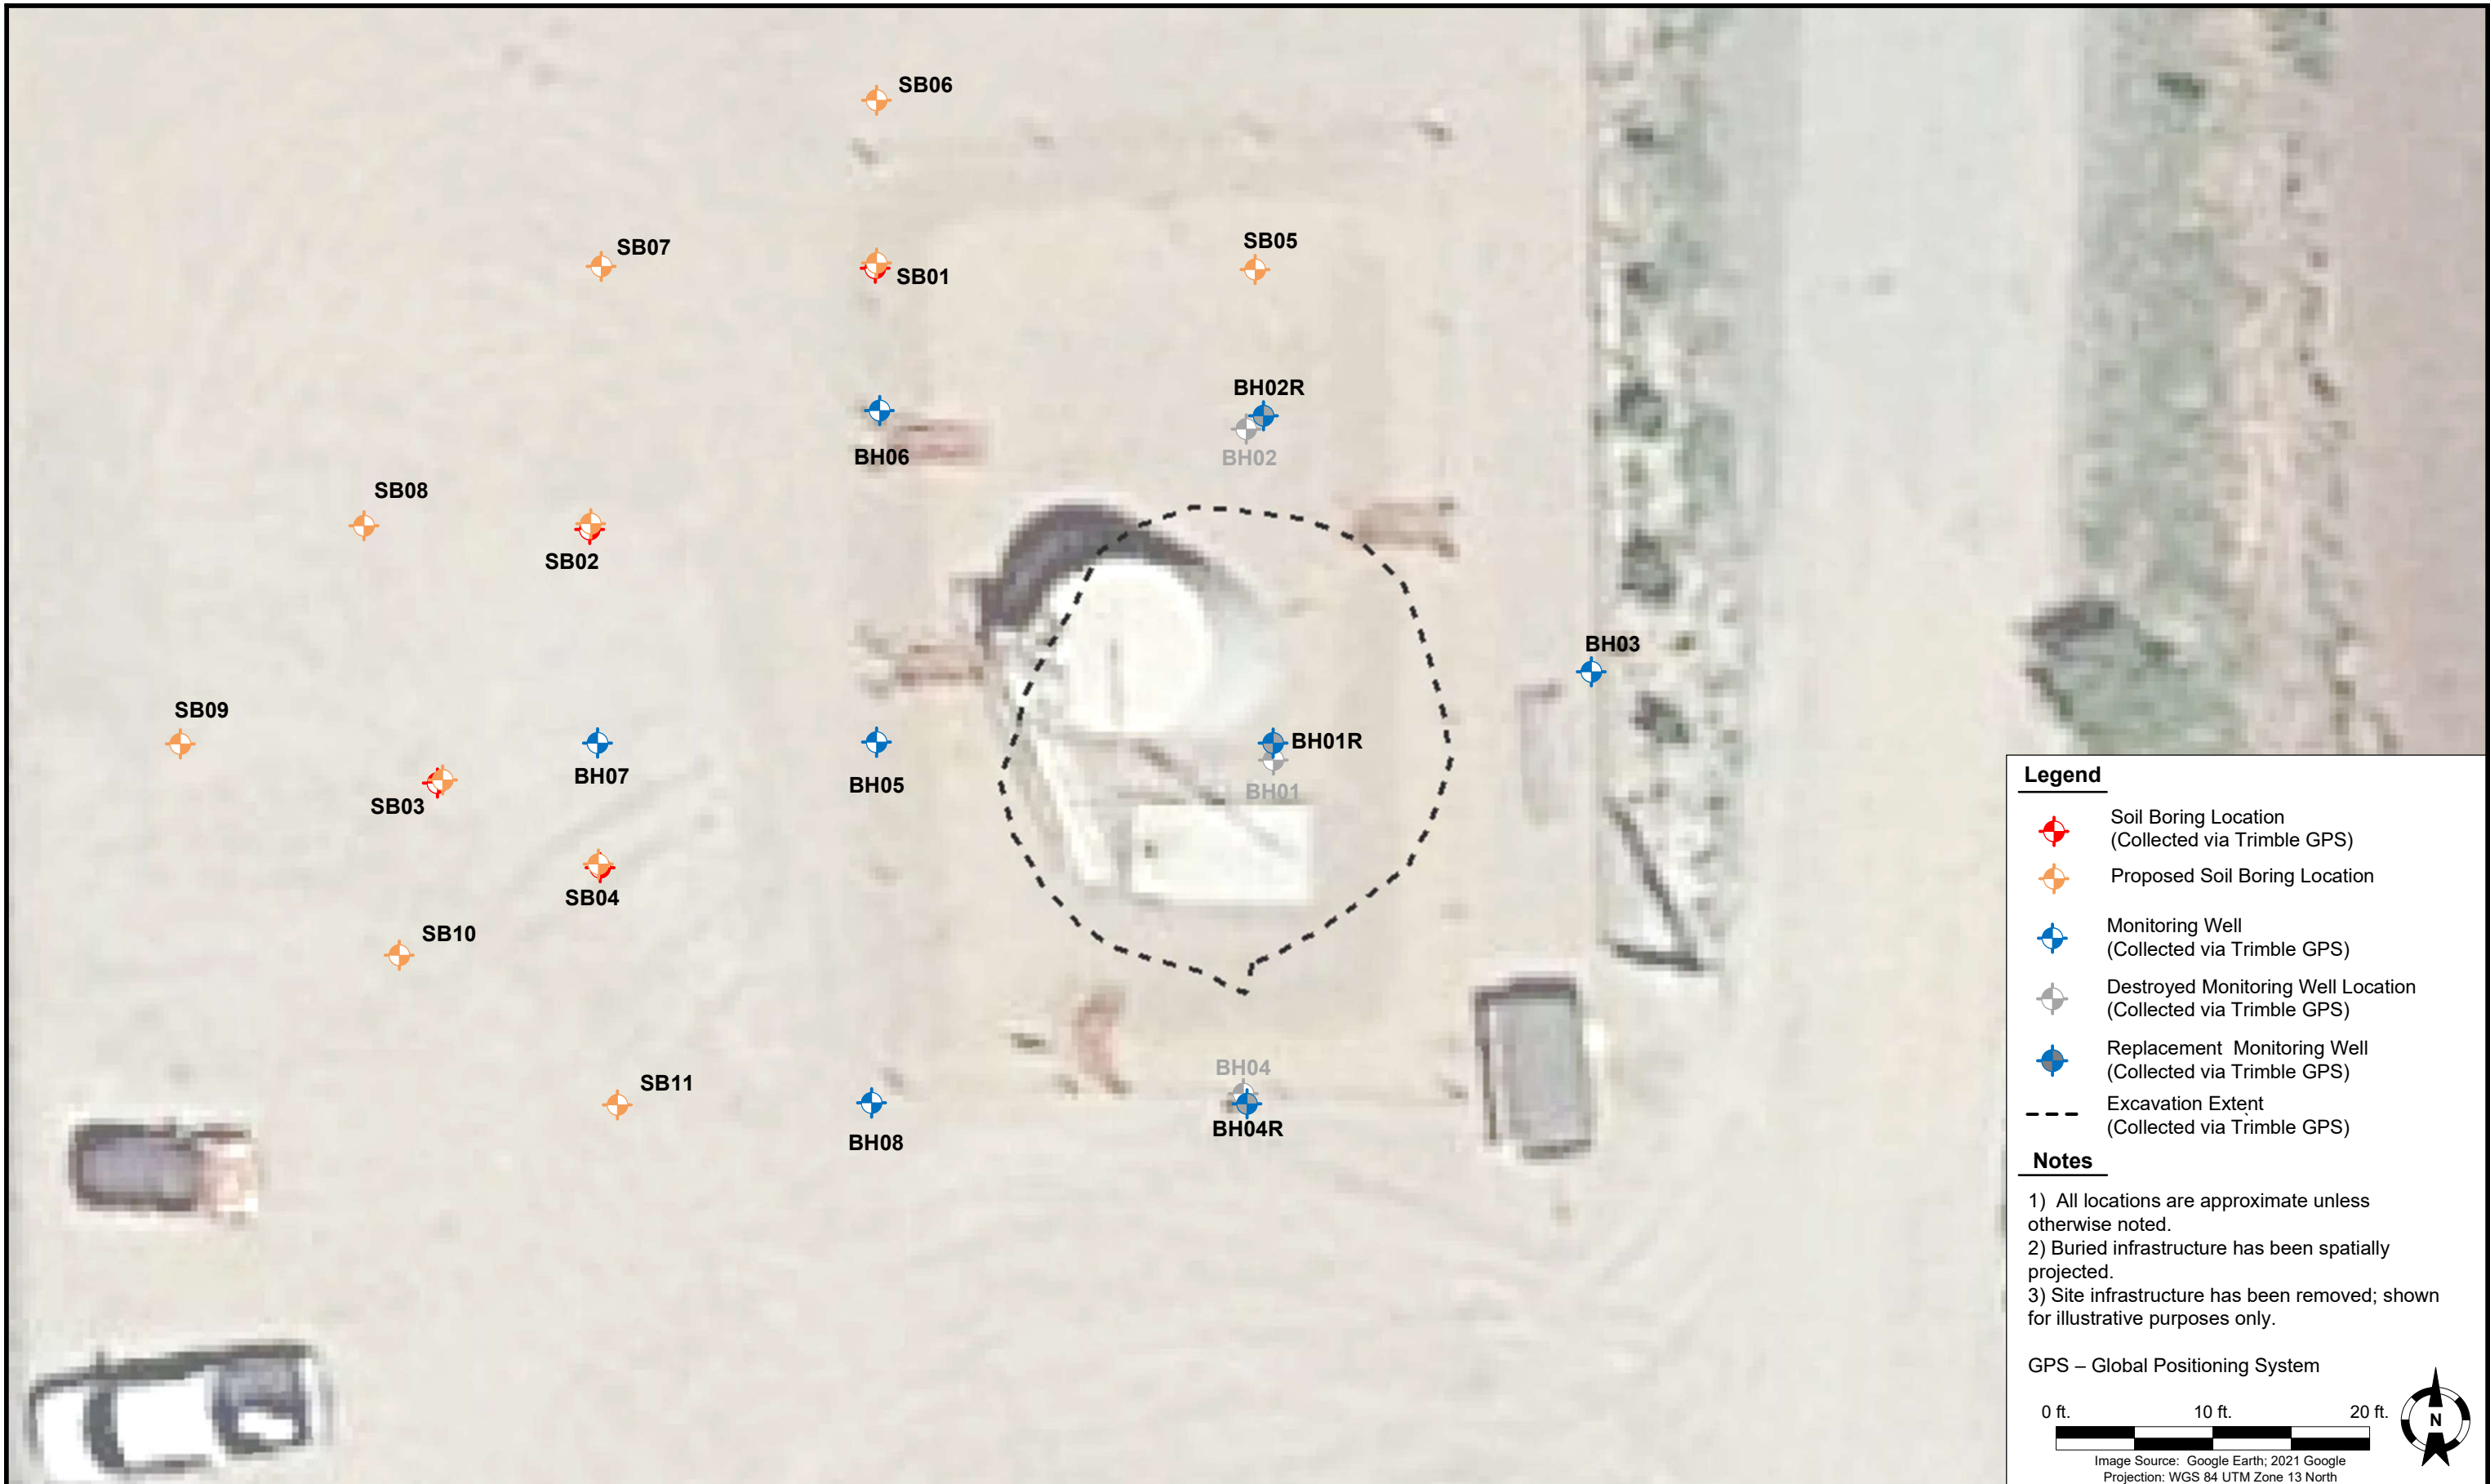 SB06
SB07
SB01
SB05
BH02R
BH06
BH02
SB08
SB02
BH03
SB09
BH01R
BH07
BH05
BH01
SB03
SB04
SB10
BH04
SB11
BH04R
BH08
Legend
Soil Boring Location
(Collected via Trimble GPS)
Proposed Soil Boring Location
Monitoring Well
(Collected via Trimble GPS)
Destroyed Monitoring Well Location
(Collected via Trimble GPS)
Replacement Monitoring Well
(Collected via Trimble GPS)
Excavation Extent
(Collected via Trimble GPS)
Notes
1) All locations are approximate unless
otherwise noted.
2) Buried infrastructure has been spatially
projected.
3) Site infrastructure has been removed; shown
for illustrative purposes only.
GPS – Global Positioning System
0 ft. 10 ft. 20 ft.
N
Image Source: Google Earth; 2021 Google
Projection: WGS 84 UTM Zone 13 North